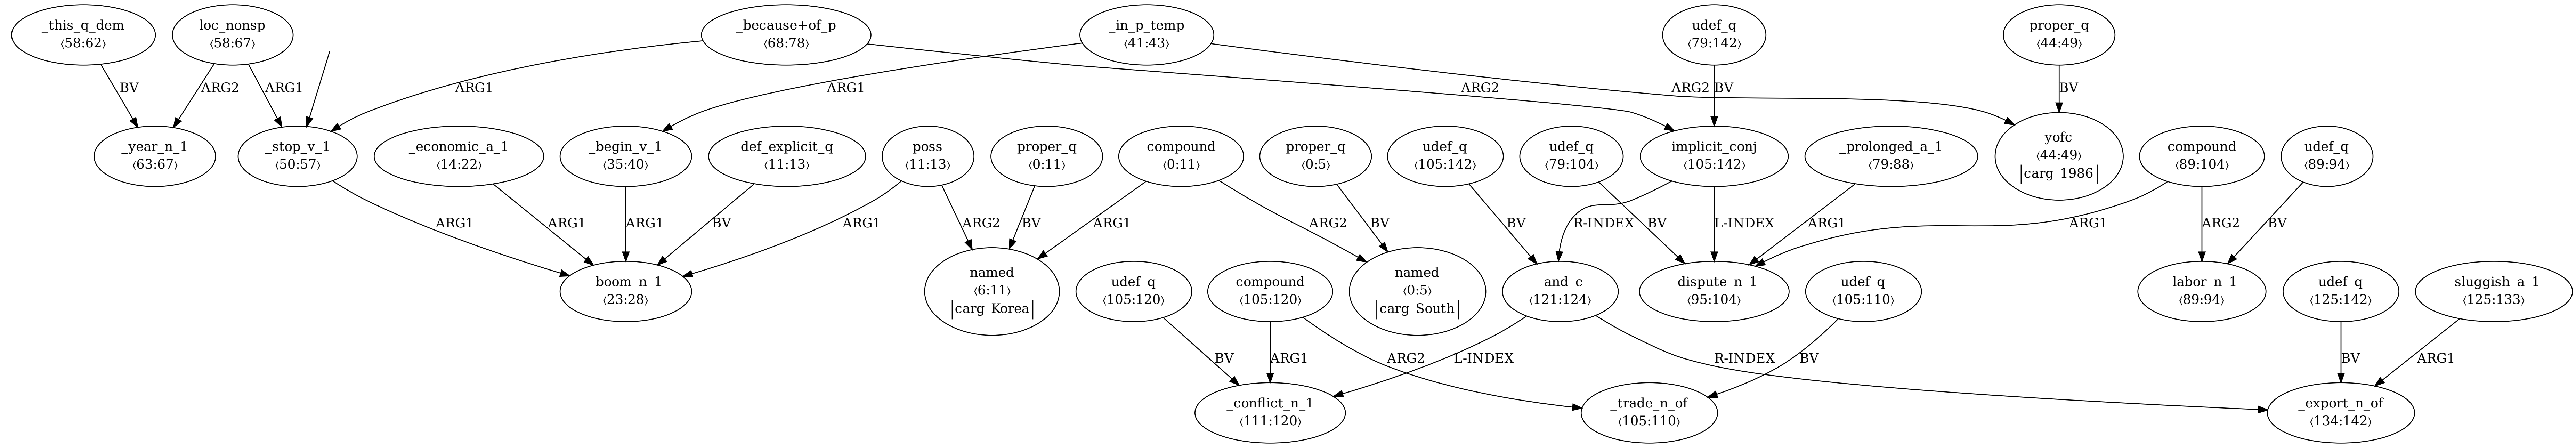 _this_q_dem
⟨58:62⟩
loc_nonsp
⟨58:67⟩
_because+of_p
⟨68:78⟩
_in_p_temp
⟨41:43⟩
udef_q
⟨79:142⟩
proper_q
⟨44:49⟩
BV
ARG2
ARG1
ARG1
ARG1
ARG2
ARG2
BV
BV
_year_n_1
⟨63:67⟩
_stop_v_1
⟨50:57⟩
_economic_a_1
⟨14:22⟩
_begin_v_1
⟨35:40⟩
def_explicit_q
⟨11:13⟩
poss
⟨11:13⟩
proper_q
⟨0:11⟩
compound
⟨0:11⟩
proper_q
⟨0:5⟩
udef_q
⟨105:142⟩
udef_q
⟨79:104⟩
implicit_conj
⟨105:142⟩
_prolonged_a_1
⟨79:88⟩
yofc
⟨44:49⟩
carg 1986
compound
⟨89:104⟩
udef_q
⟨89:94⟩
ARG1
ARG1
ARG1
BV
ARG1
ARG2
BV
ARG1
ARG2
BV
BV
R-INDEX
BV
L-INDEX
ARG1
ARG1
ARG2
BV
_boom_n_1
⟨23:28⟩
named
⟨6:11⟩
carg Korea
udef_q
⟨105:120⟩
compound
⟨105:120⟩
named
⟨0:5⟩
carg South
_and_c
⟨121:124⟩
_dispute_n_1
⟨95:104⟩
udef_q
⟨105:110⟩
_labor_n_1
⟨89:94⟩
udef_q
⟨125:142⟩
_sluggish_a_1
⟨125:133⟩
BV
ARG1
ARG2
L-INDEX
R-INDEX
BV
BV
ARG1
_conflict_n_1
⟨111:120⟩
_trade_n_of
⟨105:110⟩
_export_n_of
⟨134:142⟩